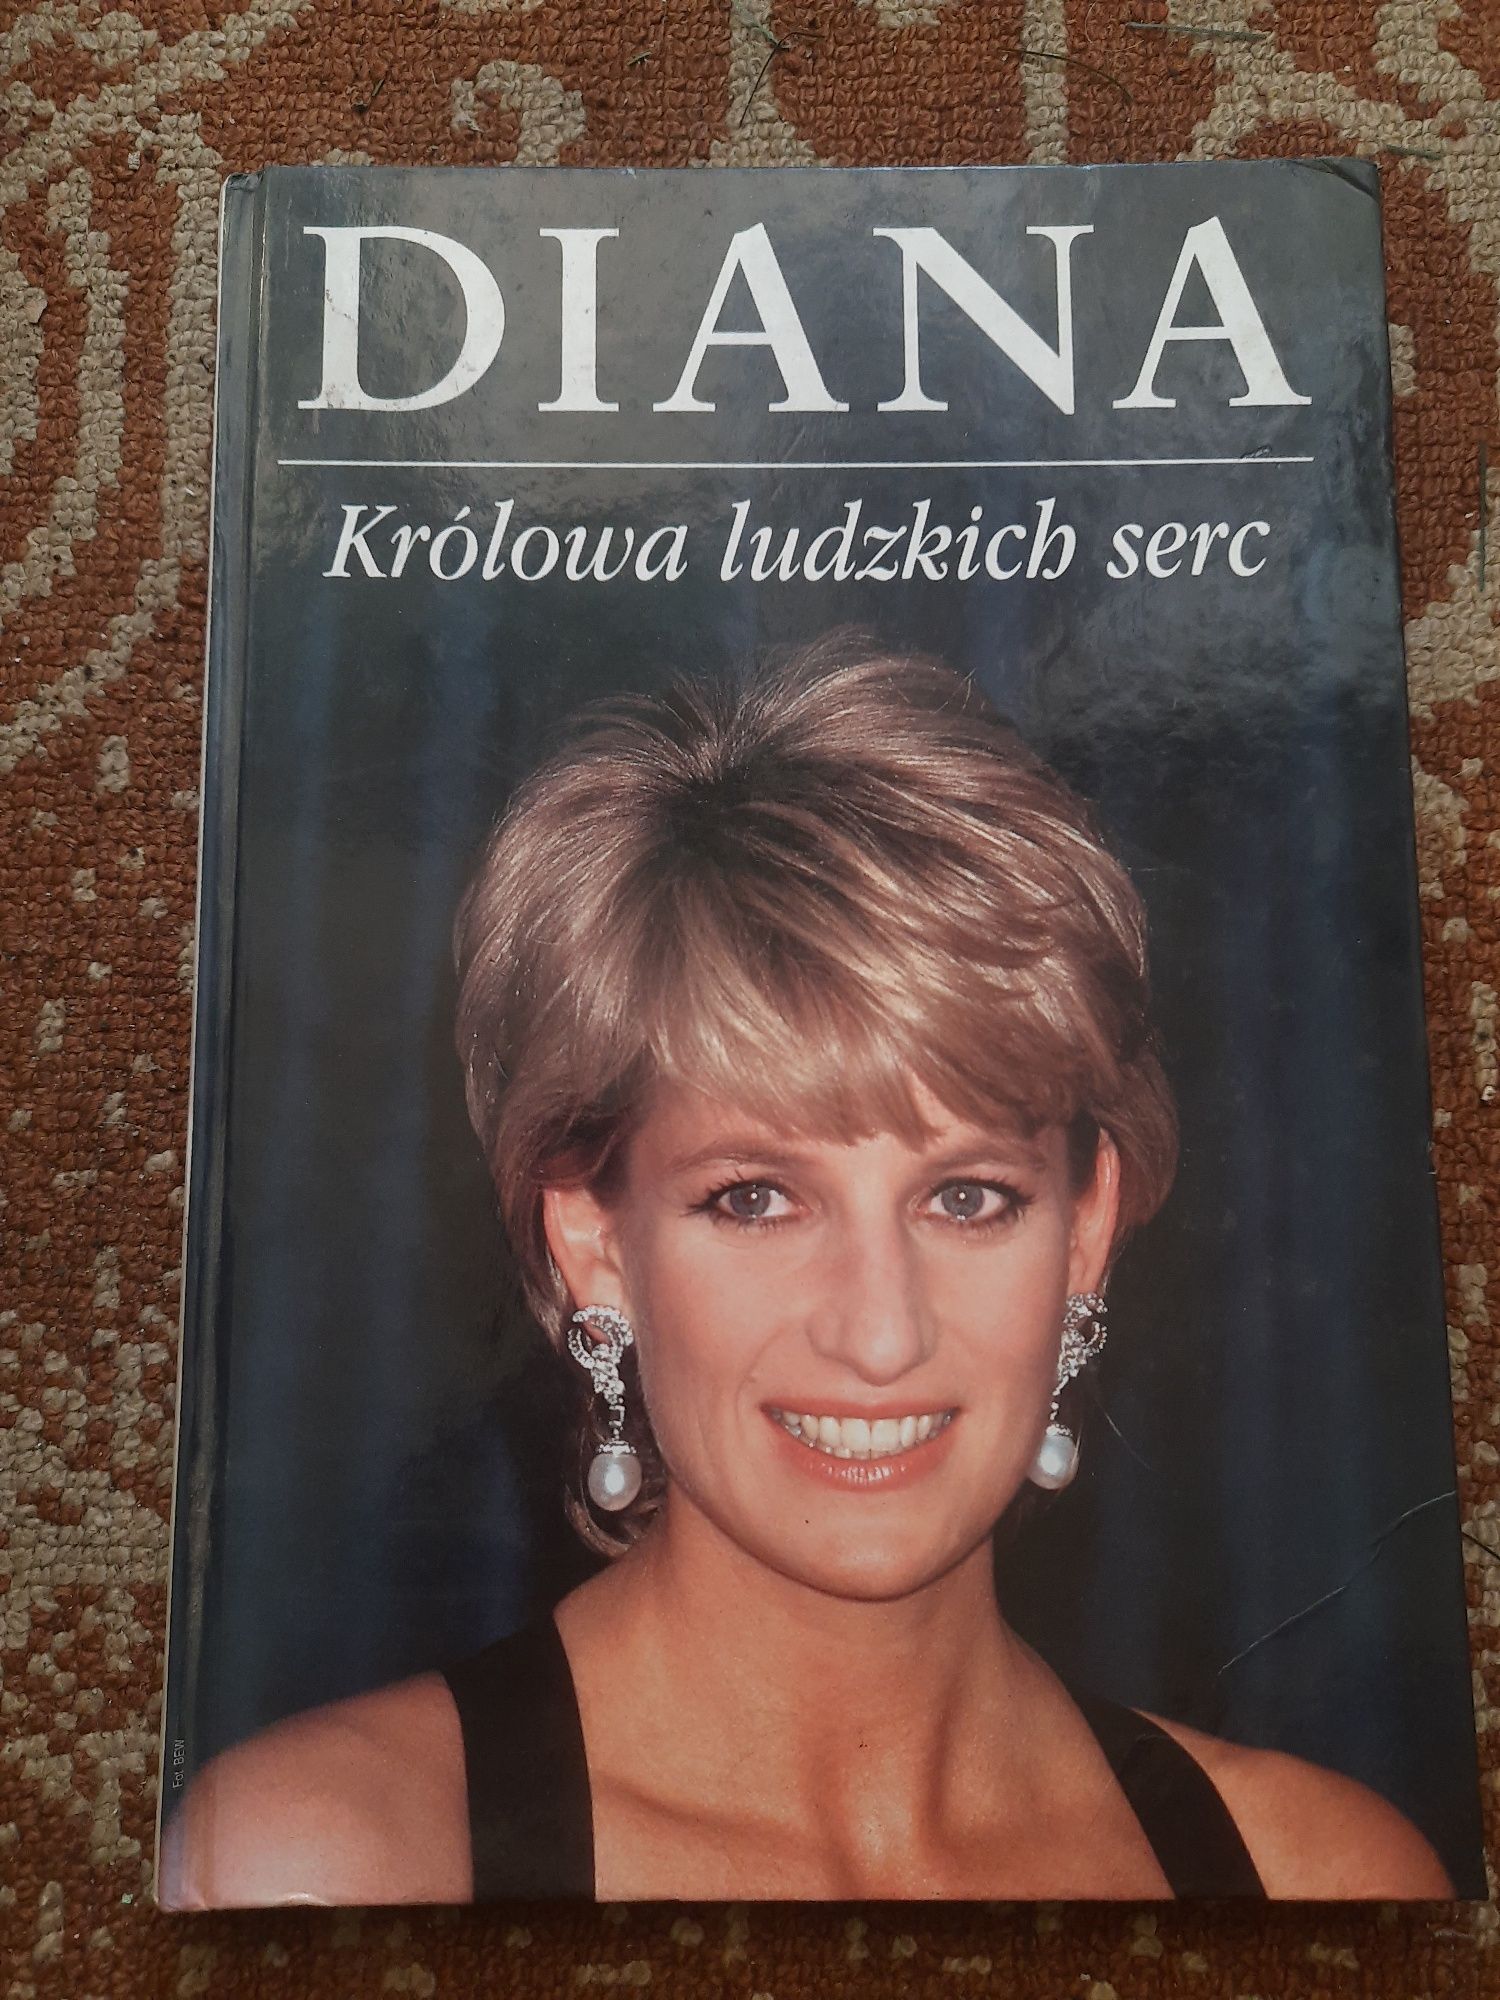 DIANA
Królowa ludzkich serc
Fot. BEW